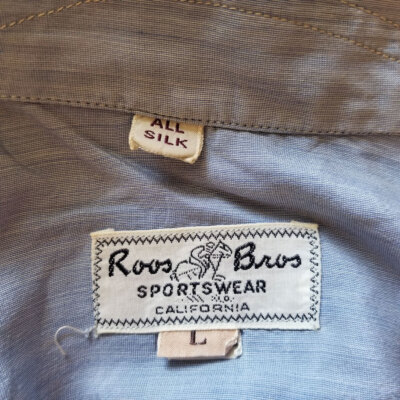 ALL
SILK
Roos Bros
SPORTSWEAR
CALIFORNIA
L